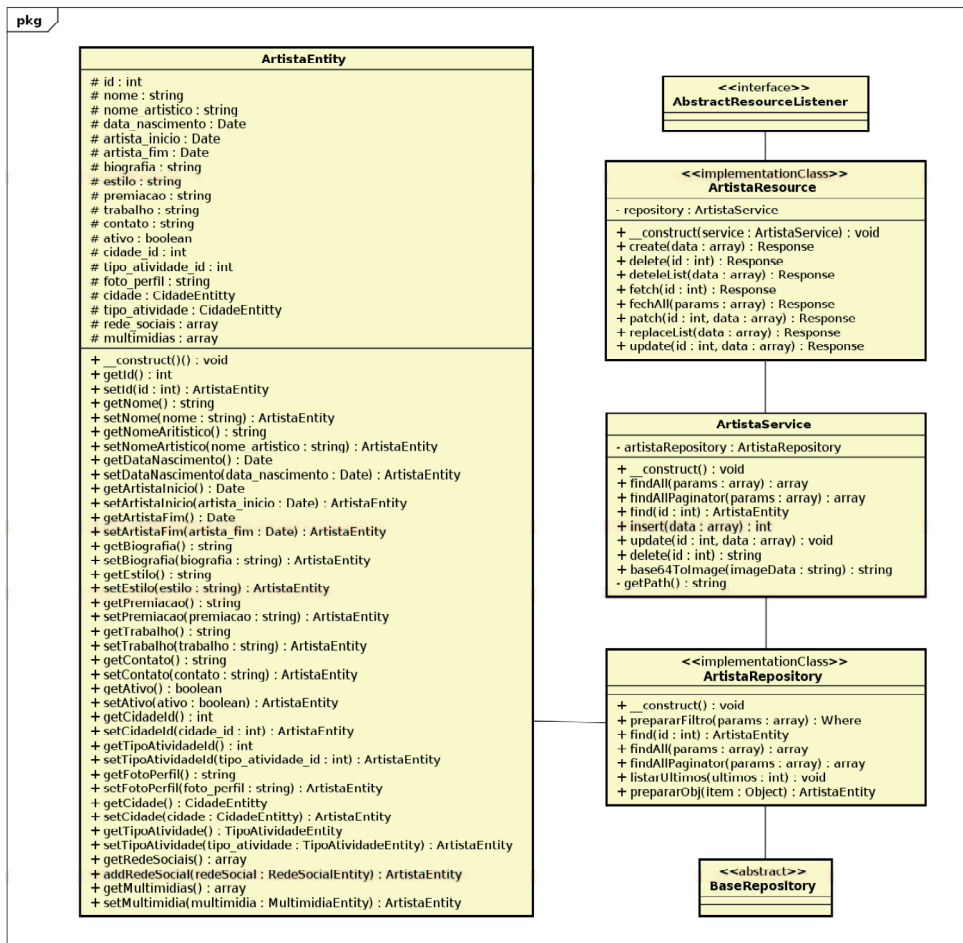 pkg
ArtistaEntity
# id : int
# nome : string
# nome_artistico : string
# data_nascimento : Date
# artista_inicio : Date
# artista_fim : Date
# biografia : string
# estilo : string
# premiacao : string
# trabalho : string
# contato : string
# ativo : boolean
# cidade_id : int
# tipo_atividade_id : int
# foto_perfil : string
# cidade : CidadeEntitty
# tipo_atividade : CidadeEntitty
# rede_sociais : array
# multimidias : array
+ __construct()() : void
+ getId() : int
+ setId(id : int) : ArtistaEntity
+ getNome() : string
+ setNome(nome : string) : ArtistaEntity
+ getNomeAritistico() : string
+ setNomeArtistico(nome_artistico : string) : ArtistaEntity
+ getDataNascimento() : Date
+ setDataNascimento(data_nascimento : Date) : ArtistaEntity
+ getArtistaInicio() : Date
+ setArtistaInicio(artista_inicio : Date) : ArtistaEntity
+ getArtistaFim() : Date
+ setArtistaFim(artista_fim : Date) : ArtistaEntity
+ getBiografia() : string
+ setBiografia(biografia : string) : ArtistaEntity
+ getEstilo() : string
+ setEstilo(estilo : string) : ArtistaEntity
+ getPremiacao() : string
+ setPremiacao(premiacao : string) : ArtistaEntity
+ getTrabalho() : string
+ setTrabalho(trabalho : string) : ArtistaEntity
+ getContato() : string
+ setContato(contato : string) : ArtistaEntity
+ getAtivo() : boolean
+ setAtivo(ativo : boolean) : ArtistaEntity
+ getCidadeId() : int
+ setCidadeId(cidade_id : int) : ArtistaEntity
+ getTipoAtividadeId() : int
+ setTipoAtividadeId(tipo_atividade_id : int) : ArtistaEntity
+ getFotoPerfil() : string
+ setFotoPerfil(foto_perfil : string) : ArtistaEntity
+ getCidade() : CidadeEntitty
+ setCidade(cidade : CidadeEntitty) : ArtistaEntity
+ getTipoAtividade() : TipoAtividadeEntity
+ setTipoAtividade(tipo_atividade : TipoAtividadeEntity) : ArtistaEntity
+ getRedeSociais() : array
+ addRedeSocial(redeSocial : RedeSocialEntity) : ArtistaEntity
+ getMultimidias() : array
+ setMultimidia(multimidia : MultimidiaEntity) : ArtistaEntity
<<interface>>
AbstractResourceListener
<<implementationClass>>
ArtistaResource
- repository : ArtistaService
+ __construct(service : ArtistaService) : void
+ create(data : array) : Response
+ delete(id : int) : Response
+ deteleList(data : array) : Response
+ fetch(id : int) : Response
+ fechAll(params : array) : Response
+ patch(id : int, data : array) : Response
+ replaceList(data : array) : Response
+ update(id : int, data : array) : Response
ArtistaService
- artistaRepository : ArtistaRepository
+ __construct() : void
+ findAll(params : array) : array
+ findAllPaginator(params : array) : array
+ find(id : int) : ArtistaEntity
+ insert(data : array) : int
+ update(id : int, data : array) : void
+ delete(id : int) : string
+ base64ToImage(imageData : string) : string
- getPath() : string
<<implementationClass>>
ArtistaRepository
+ __construct() : void
+ prepararFiltro(params : array) : Where
+ find(id : int) : ArtistaEntity
+ findAll(params : array) : array
+ findAllPaginator(params : array) : array
+ listarUltimos(ultimos : int) : void
+ prepararObj(item : Object) : ArtistaEntity
<<abstract>>
BaseRepository